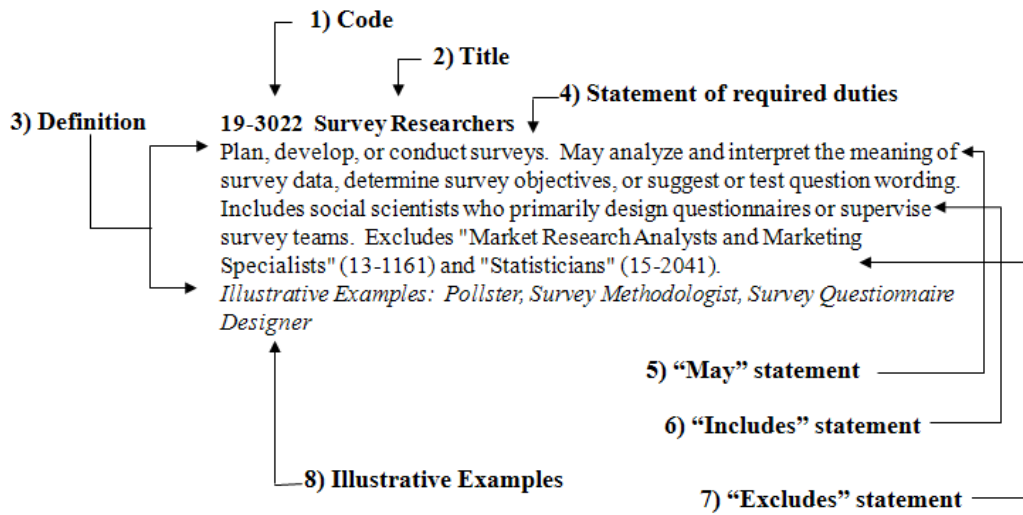 1) Code
2) Title
4) Statement of required duties
3) Definition
19-3022 Survey Researchers
Plan, develop, or conduct surveys. May analyze and interpret the meaning of
survey data, determine survey objectives, or suggest or test question wording.
Includes social scientists who primarily design questionnaires or supervise
survey teams. Excludes "Market Research Analysts and Marketing
Specialists" (13-1161) and "Statisticians" (15-2041).
Illustrative Examples: Pollster, Survey Methodologist, Survey Questionnaire
Designer
5) “May” statement
6) “Includes” statement
8) Illustrative Examples
7) “Excludes” statement